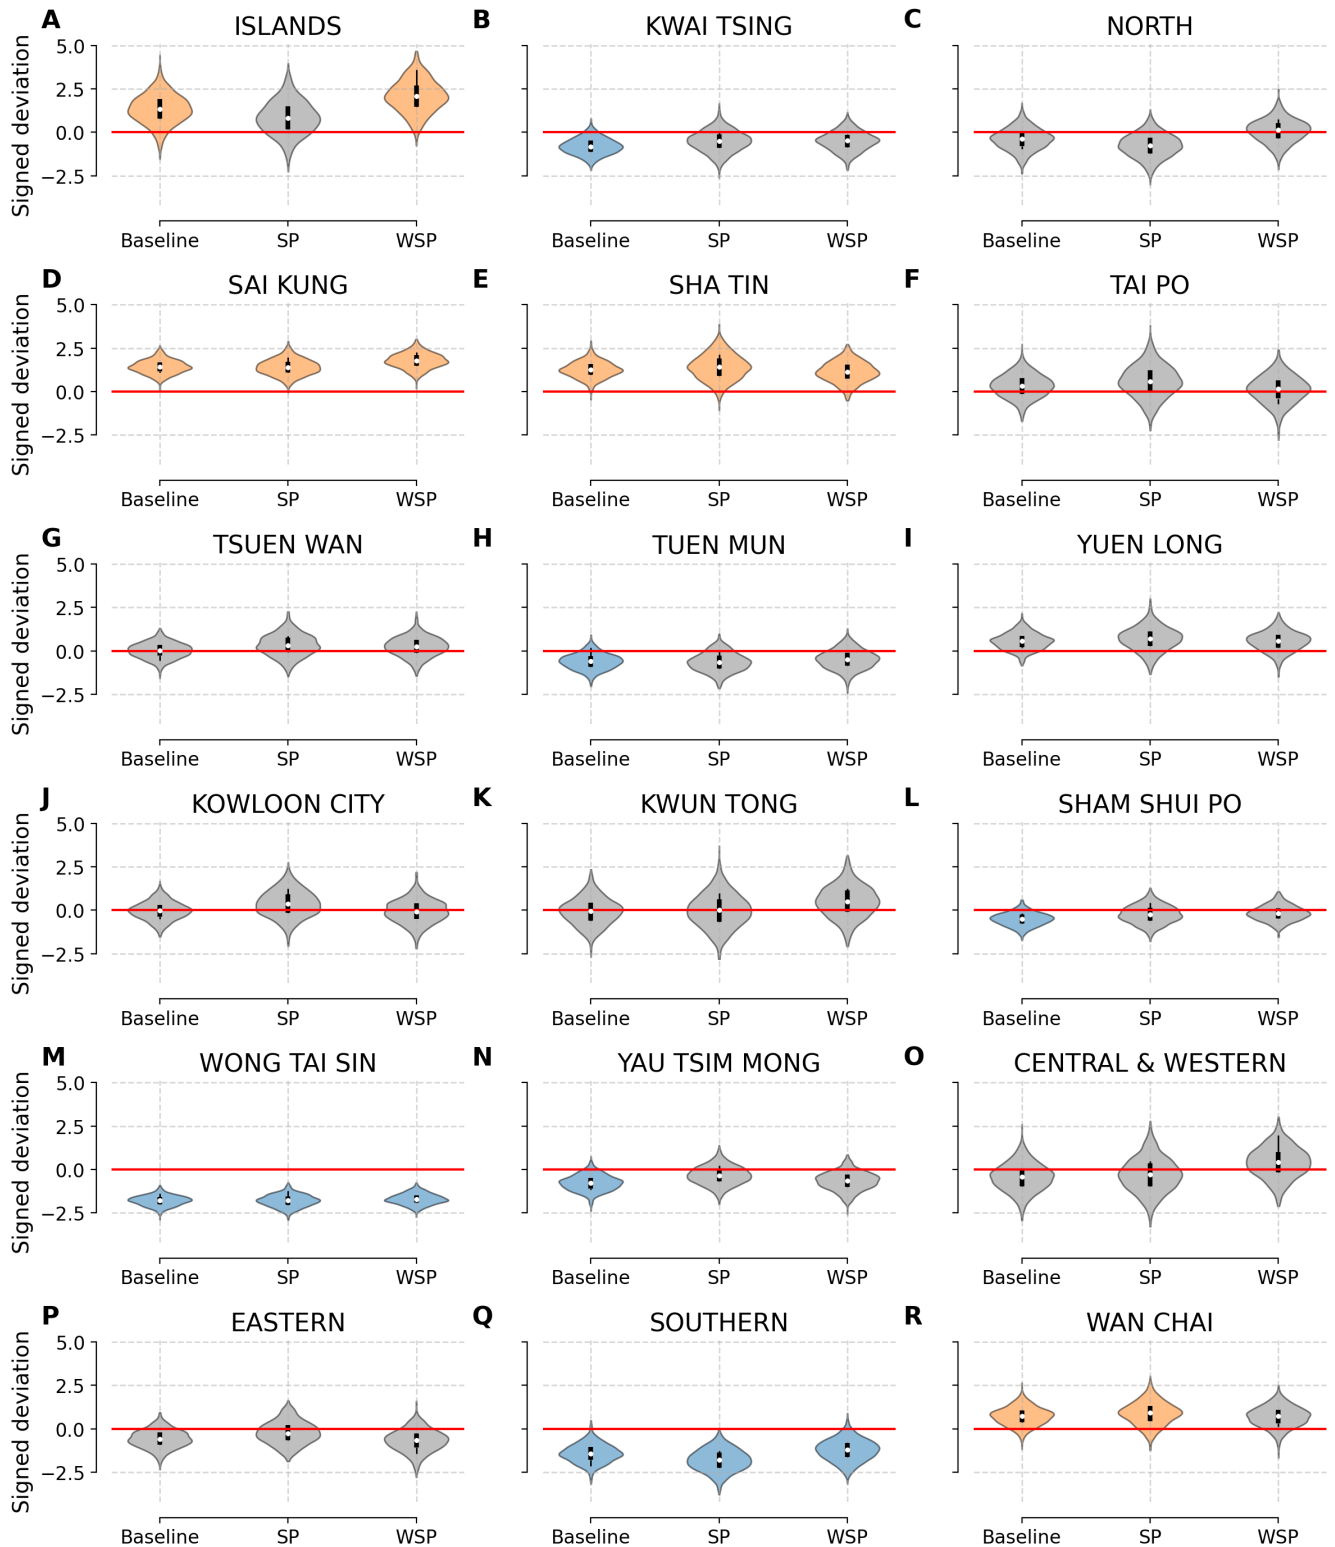 A ISLANDS B KWAI TSING C NORTH
Signed deviation
5.0
2.5
0.0
−2.5
Baseline SP WSP Baseline SP WSP Baseline SP WSP
D SAI KUNG E SHA TIN F TAI PO
Signed deviation
5.0
2.5
0.0
−2.5
Baseline SP WSP Baseline SP WSP Baseline SP WSP
G TSUEN WAN H TUEN MUN I YUEN LONG
Signed deviation
5.0
2.5
0.0
−2.5
Baseline SP WSP Baseline SP WSP Baseline SP WSP
J KOWLOON CITY K KWUN TONG L SHAM SHUI PO
Signed deviation
5.0
2.5
0.0
−2.5
Baseline SP WSP Baseline SP WSP Baseline SP WSP
M WONG TAI SIN N YAU TSIM MONG O CENTRAL & WESTERN
Signed deviation
5.0
2.5
0.0
−2.5
Baseline SP WSP Baseline SP WSP Baseline SP WSP
P EASTERN Q SOUTHERN R WAN CHAI
Signed deviation
5.0
2.5
0.0
−2.5
Baseline SP WSP Baseline SP WSP Baseline SP WSP